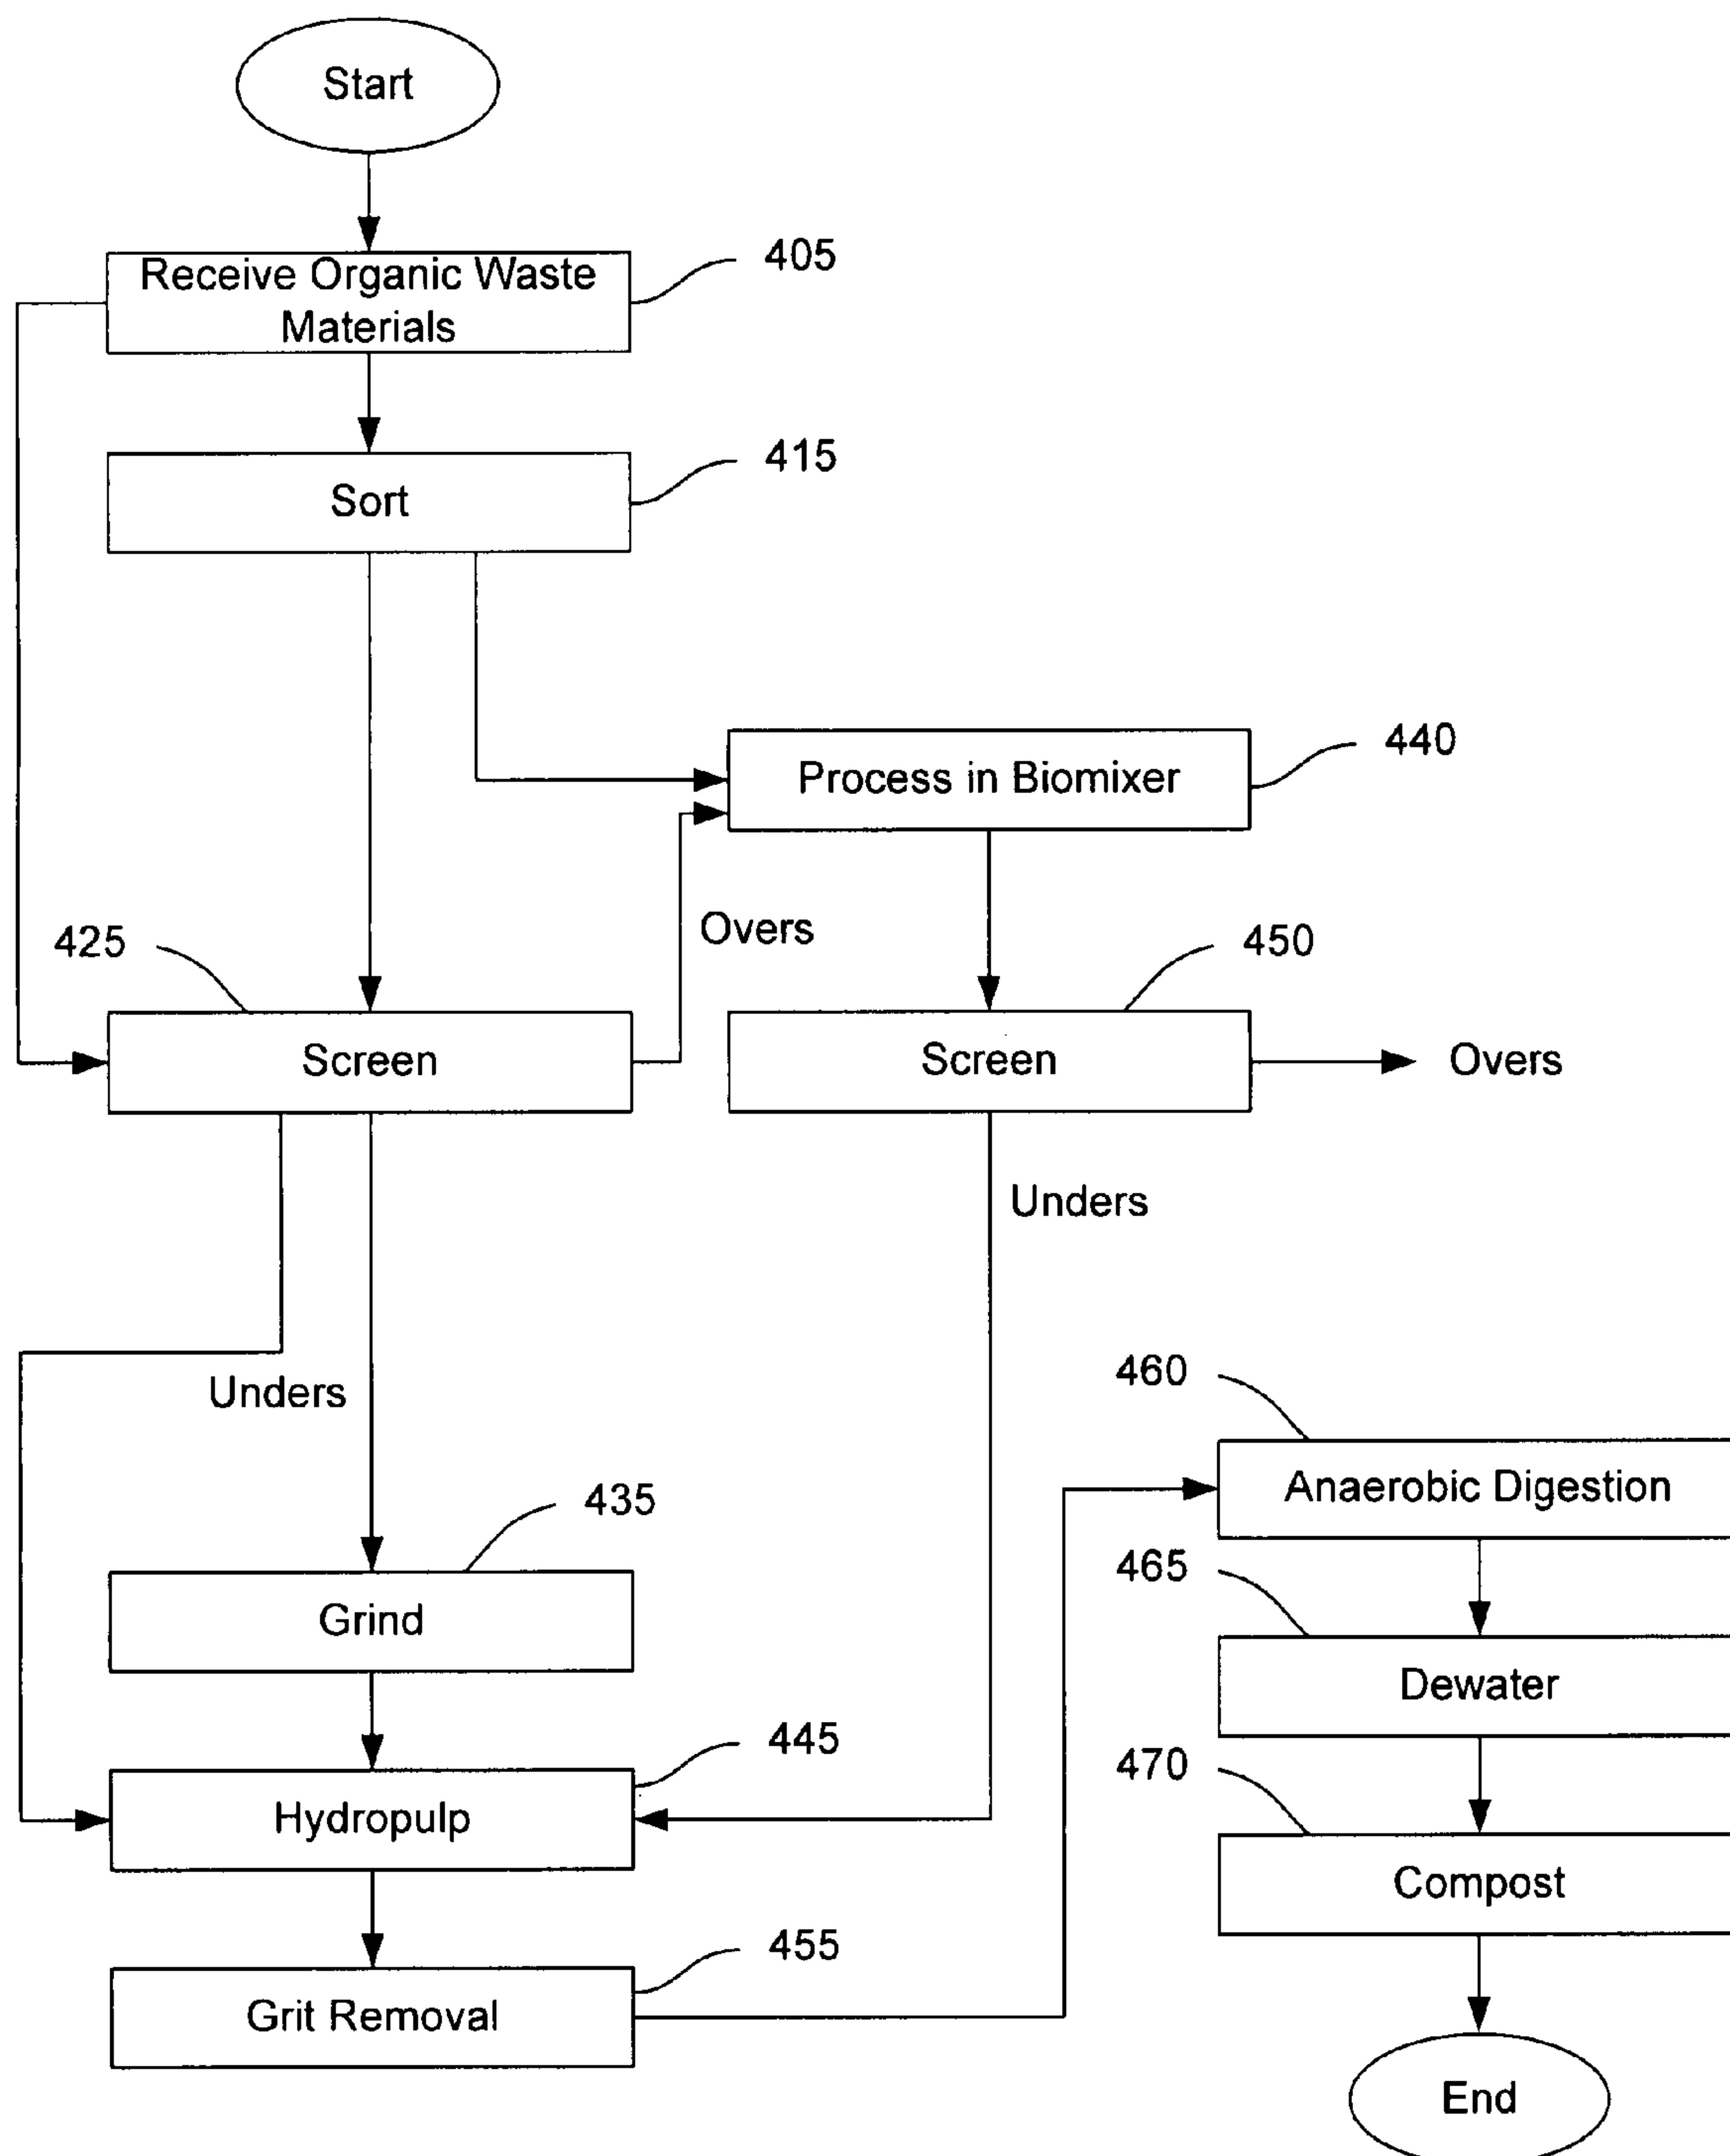 Start
405
Receive Organic Waste
Materials
415
Sort
440
Process in Biomixer
Overs
425
450
Screen
Screen
Overs
Unders
Unders
460
Anaerobic Digestion
435
465
Grind
Dewater
445
470
Hydropulp
Compost
455
Grit Removal
End